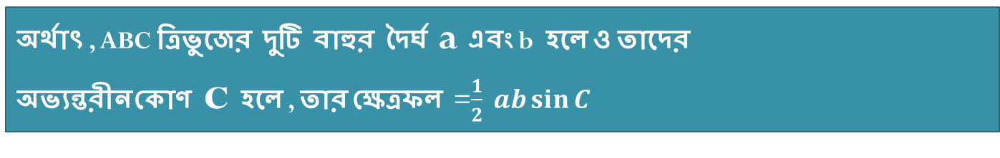 অর্থাৎ , ABC ত্রিভুজের দুটি বাহুর দৈর্ঘ a এবং b হলে ও তাদের
অভ্যন্তরীন কোণ C হলে , তার ক্ষেত্রফল =½ ab sin C